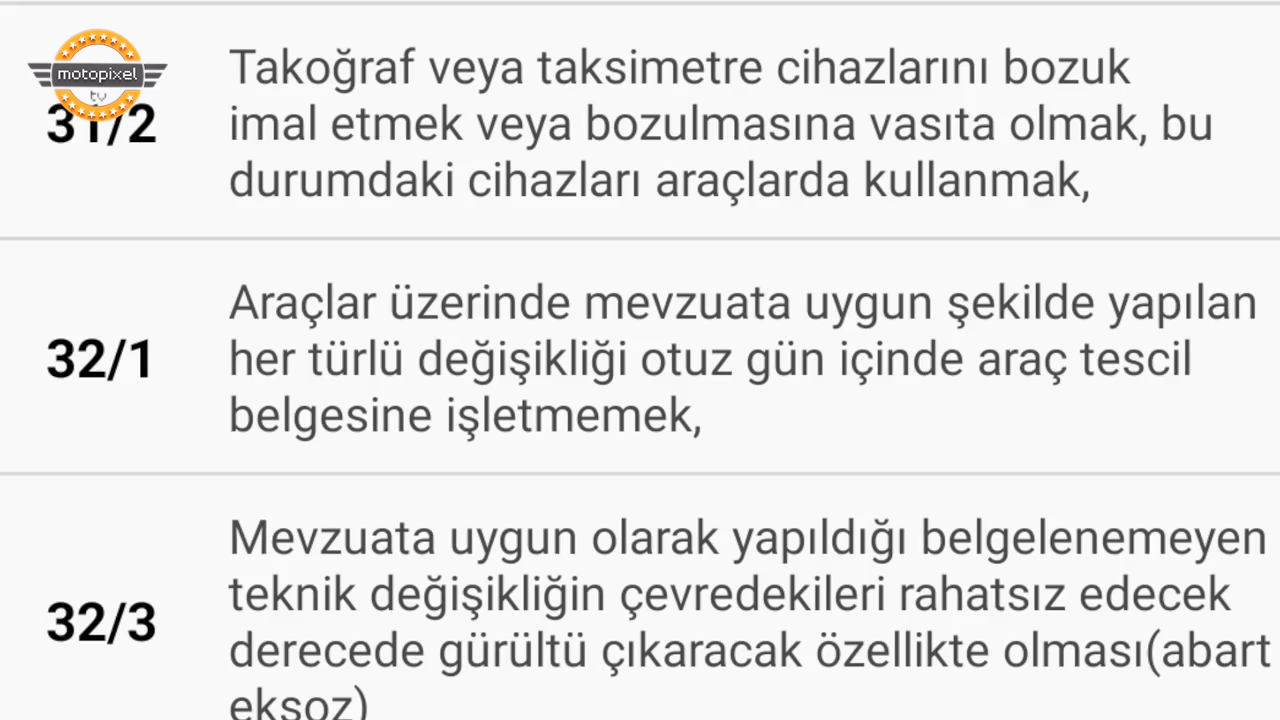 motopixel
tv
31/2
Takoğraf veya taksimetre cihazlarını bozuk
imal etmek veya bozulmasına vasıta olmak, bu
durumdaki cihazları araçlarda kullanmak,
32/1
Araçlar üzerinde mevzuata uygun şekilde yapılan
her türlü değişikliği otuz gün içinde araç tescil
belgesine işletmemek,
32/3
Mevzuata uygun olarak yapıldığı belgelenemeyen
teknik değişikliğin çevredekileri rahatsız edecek
derecede gürültü çıkaracak özellikte olması(abart
eksoz)